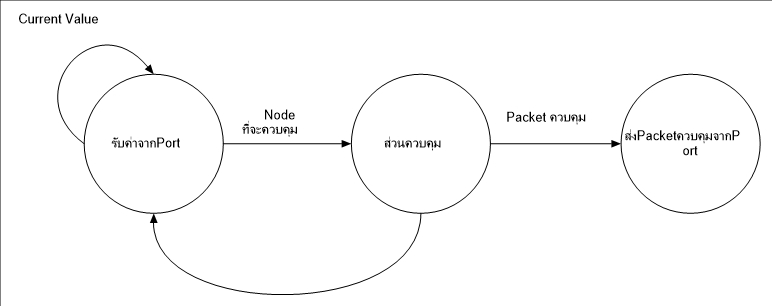 Current Value
Node
ที่จะควบคุม
Packet ควบคุม
รับค่าจากPort
ส่วนควบคุม
ส่งPacketควบคุมจากP
ort